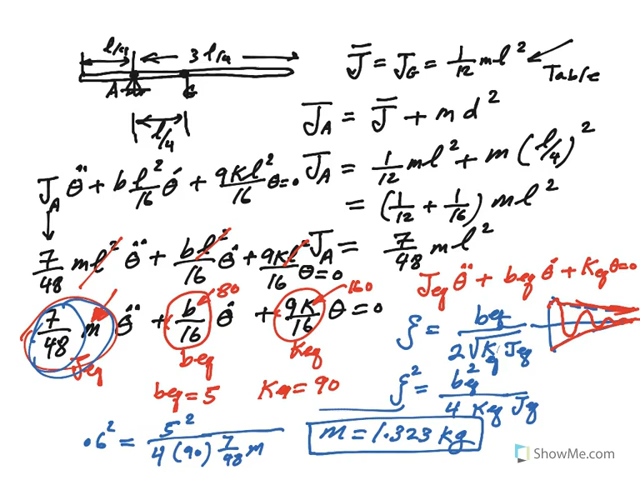 l/4 3 l/4
J̄ = J_G = 1/12 ml²
Table
A G
l/4
J_A = J̄ + md²
J_A θ̈ + b l²/16 θ̇ + 9Kl²/16 θ=0
J_A = 1/12 ml² + m (l/4)²
= (1/12 + 1/16) ml²
7/48 ml² θ̈ + bl²/16 θ̈ + 9Kl²/16 θ=0
J_A = 7/48 ml²
J_eq θ̈ + b_eq θ̇ + K_eq θ=0
80 160
7/48 m θ̈ + b/16 θ̇ + 9K/16 θ=0
J_eq b_eq K_eq
ξ = b_eq / 2√K_eq J_eq
b_eq = 5 K_eq = 90
ξ² = b_eq² / 4 K_eq J_eq
.6² = 5² / 4 (90) 7/48 m
m = 1.323 kg
ShowMe.com